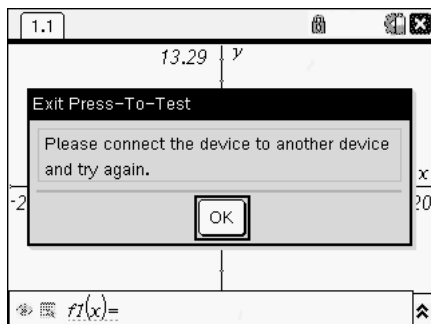 1.1
13.29 y
Exit Press-To-Test
Please connect the device to another device
and try again.
x
-2
20
OK
f1(x)=